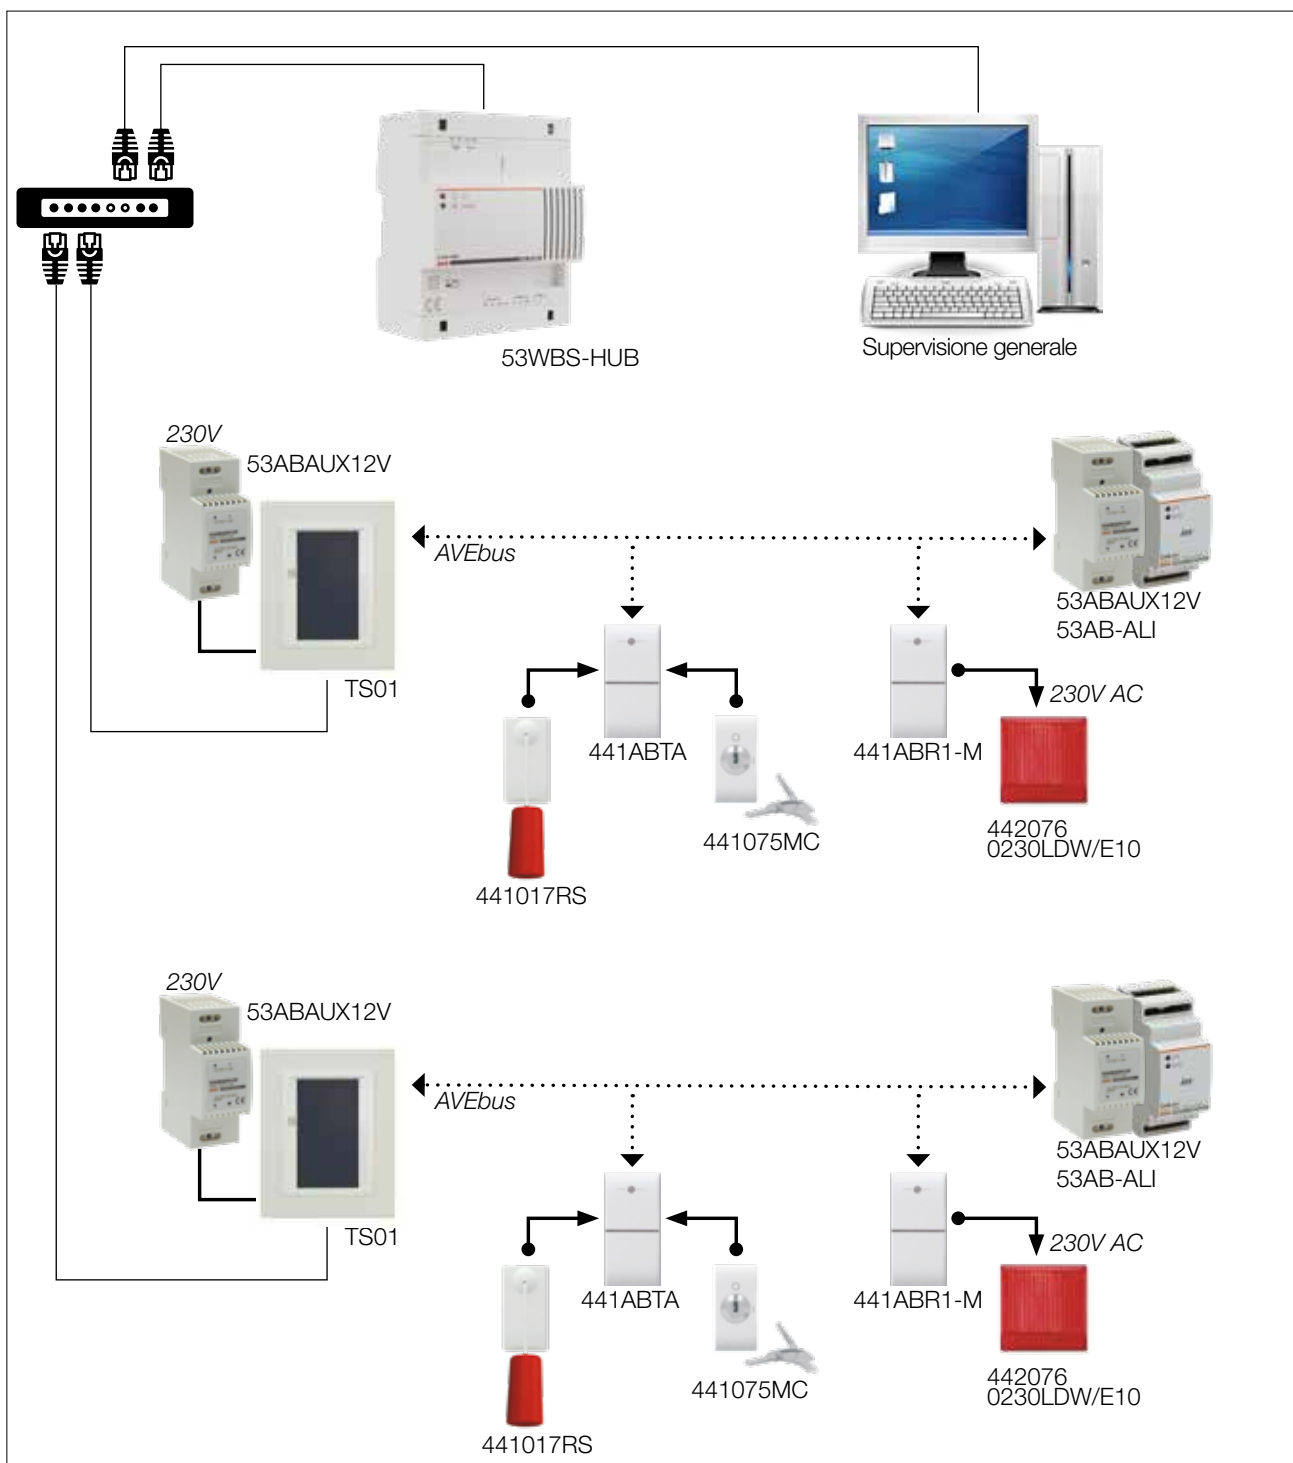 53WBS-HUB
Supervisione generale
230V
53ABAUX12V
TS01
AVEbus
53ABAUX12V
53AB-ALI
441ABTA
441ABR1-M
230V AC
441017RS
441075MC
442076
0230LDW/E10
230V
53ABAUX12V
TS01
AVEbus
53ABAUX12V
53AB-ALI
441ABTA
441ABR1-M
230V AC
441017RS
441075MC
442076
0230LDW/E10